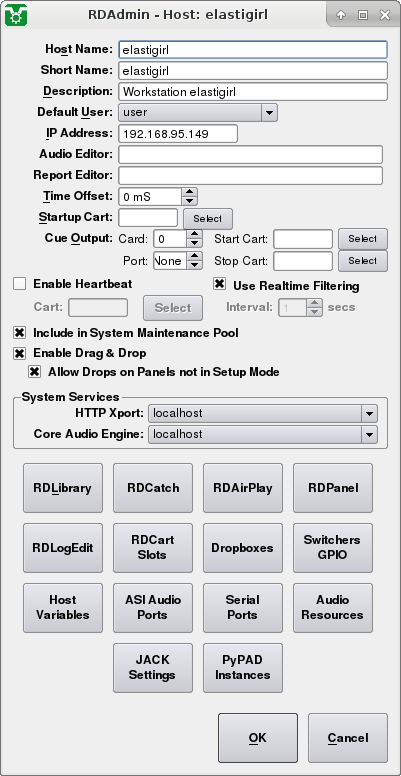 RDAdmin - Host: elastigirl
Host Name: elastigirl
Short Name: elastigirl
Description: Workstation elastigirl
Default User: user
IP Address: 192.168.95.149
Audio Editor:
Report Editor:
Time Offset: 0 mS
Startup Cart: Select
Cue Output: Card: 0 Start Cart: Select
Port: None Stop Cart: Select
Enable Heartbeat Use Realtime Filtering
Cart: Select Interval: 1 secs
Include in System Maintenance Pool
Enable Drag & Drop
Allow Drops on Panels not in Setup Mode
System Services
HTTP Xport: localhost
Core Audio Engine: localhost
RDLibrary RDCatch RDAirPlay RDPanel
RDLogEdit RDCart Slots Dropboxes Switchers GPIO
Host Variables ASI Audio Ports Serial Ports Audio Resources
JACK Settings PyPAD Instances
OK Cancel